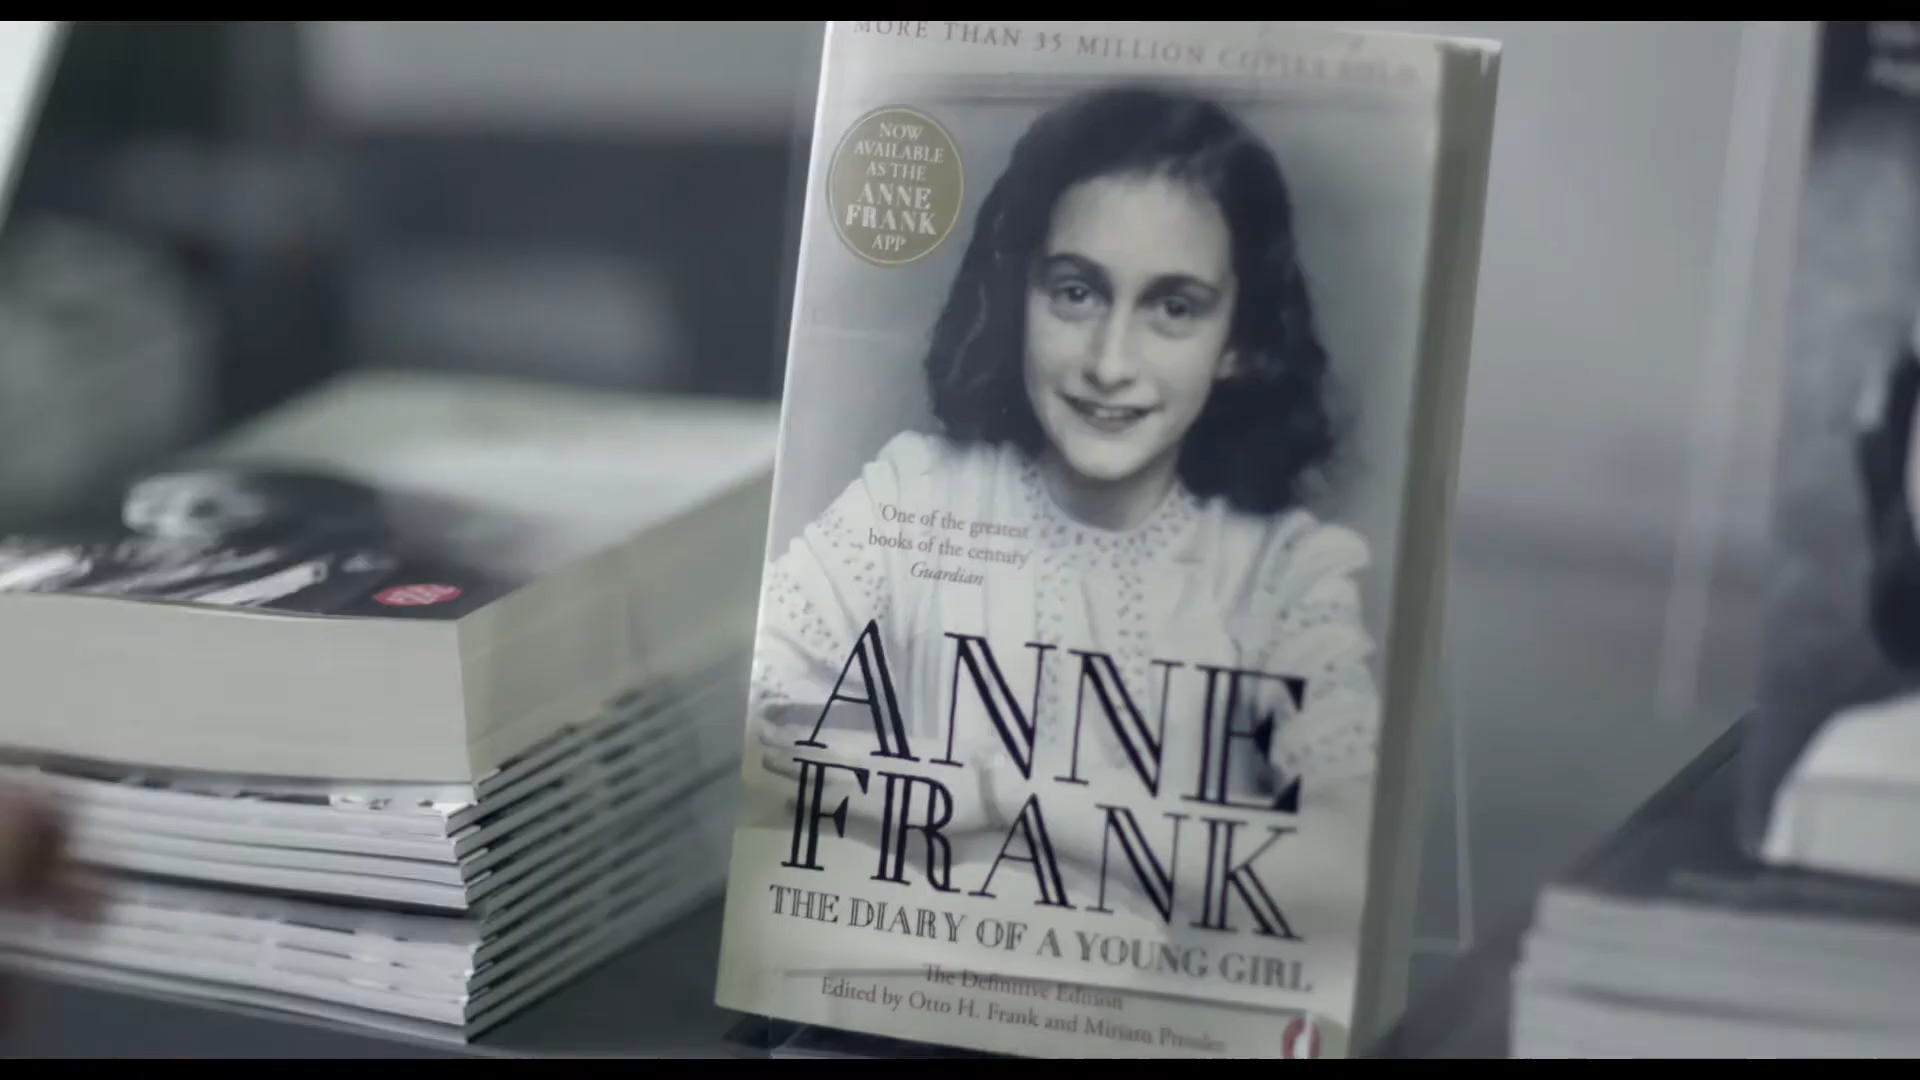 MORE THAN 35 MILLION COPIES SOLD
NOW
AVAILABLE
AS THE
ANNE
FRANK
APP
'One of the greatest
books of the century'
Guardian
ANNE
FRANK
THE DIARY OF A YOUNG GIRL
The Definitive Edition
Edited by Otto H. Frank and Mirjam Pressler